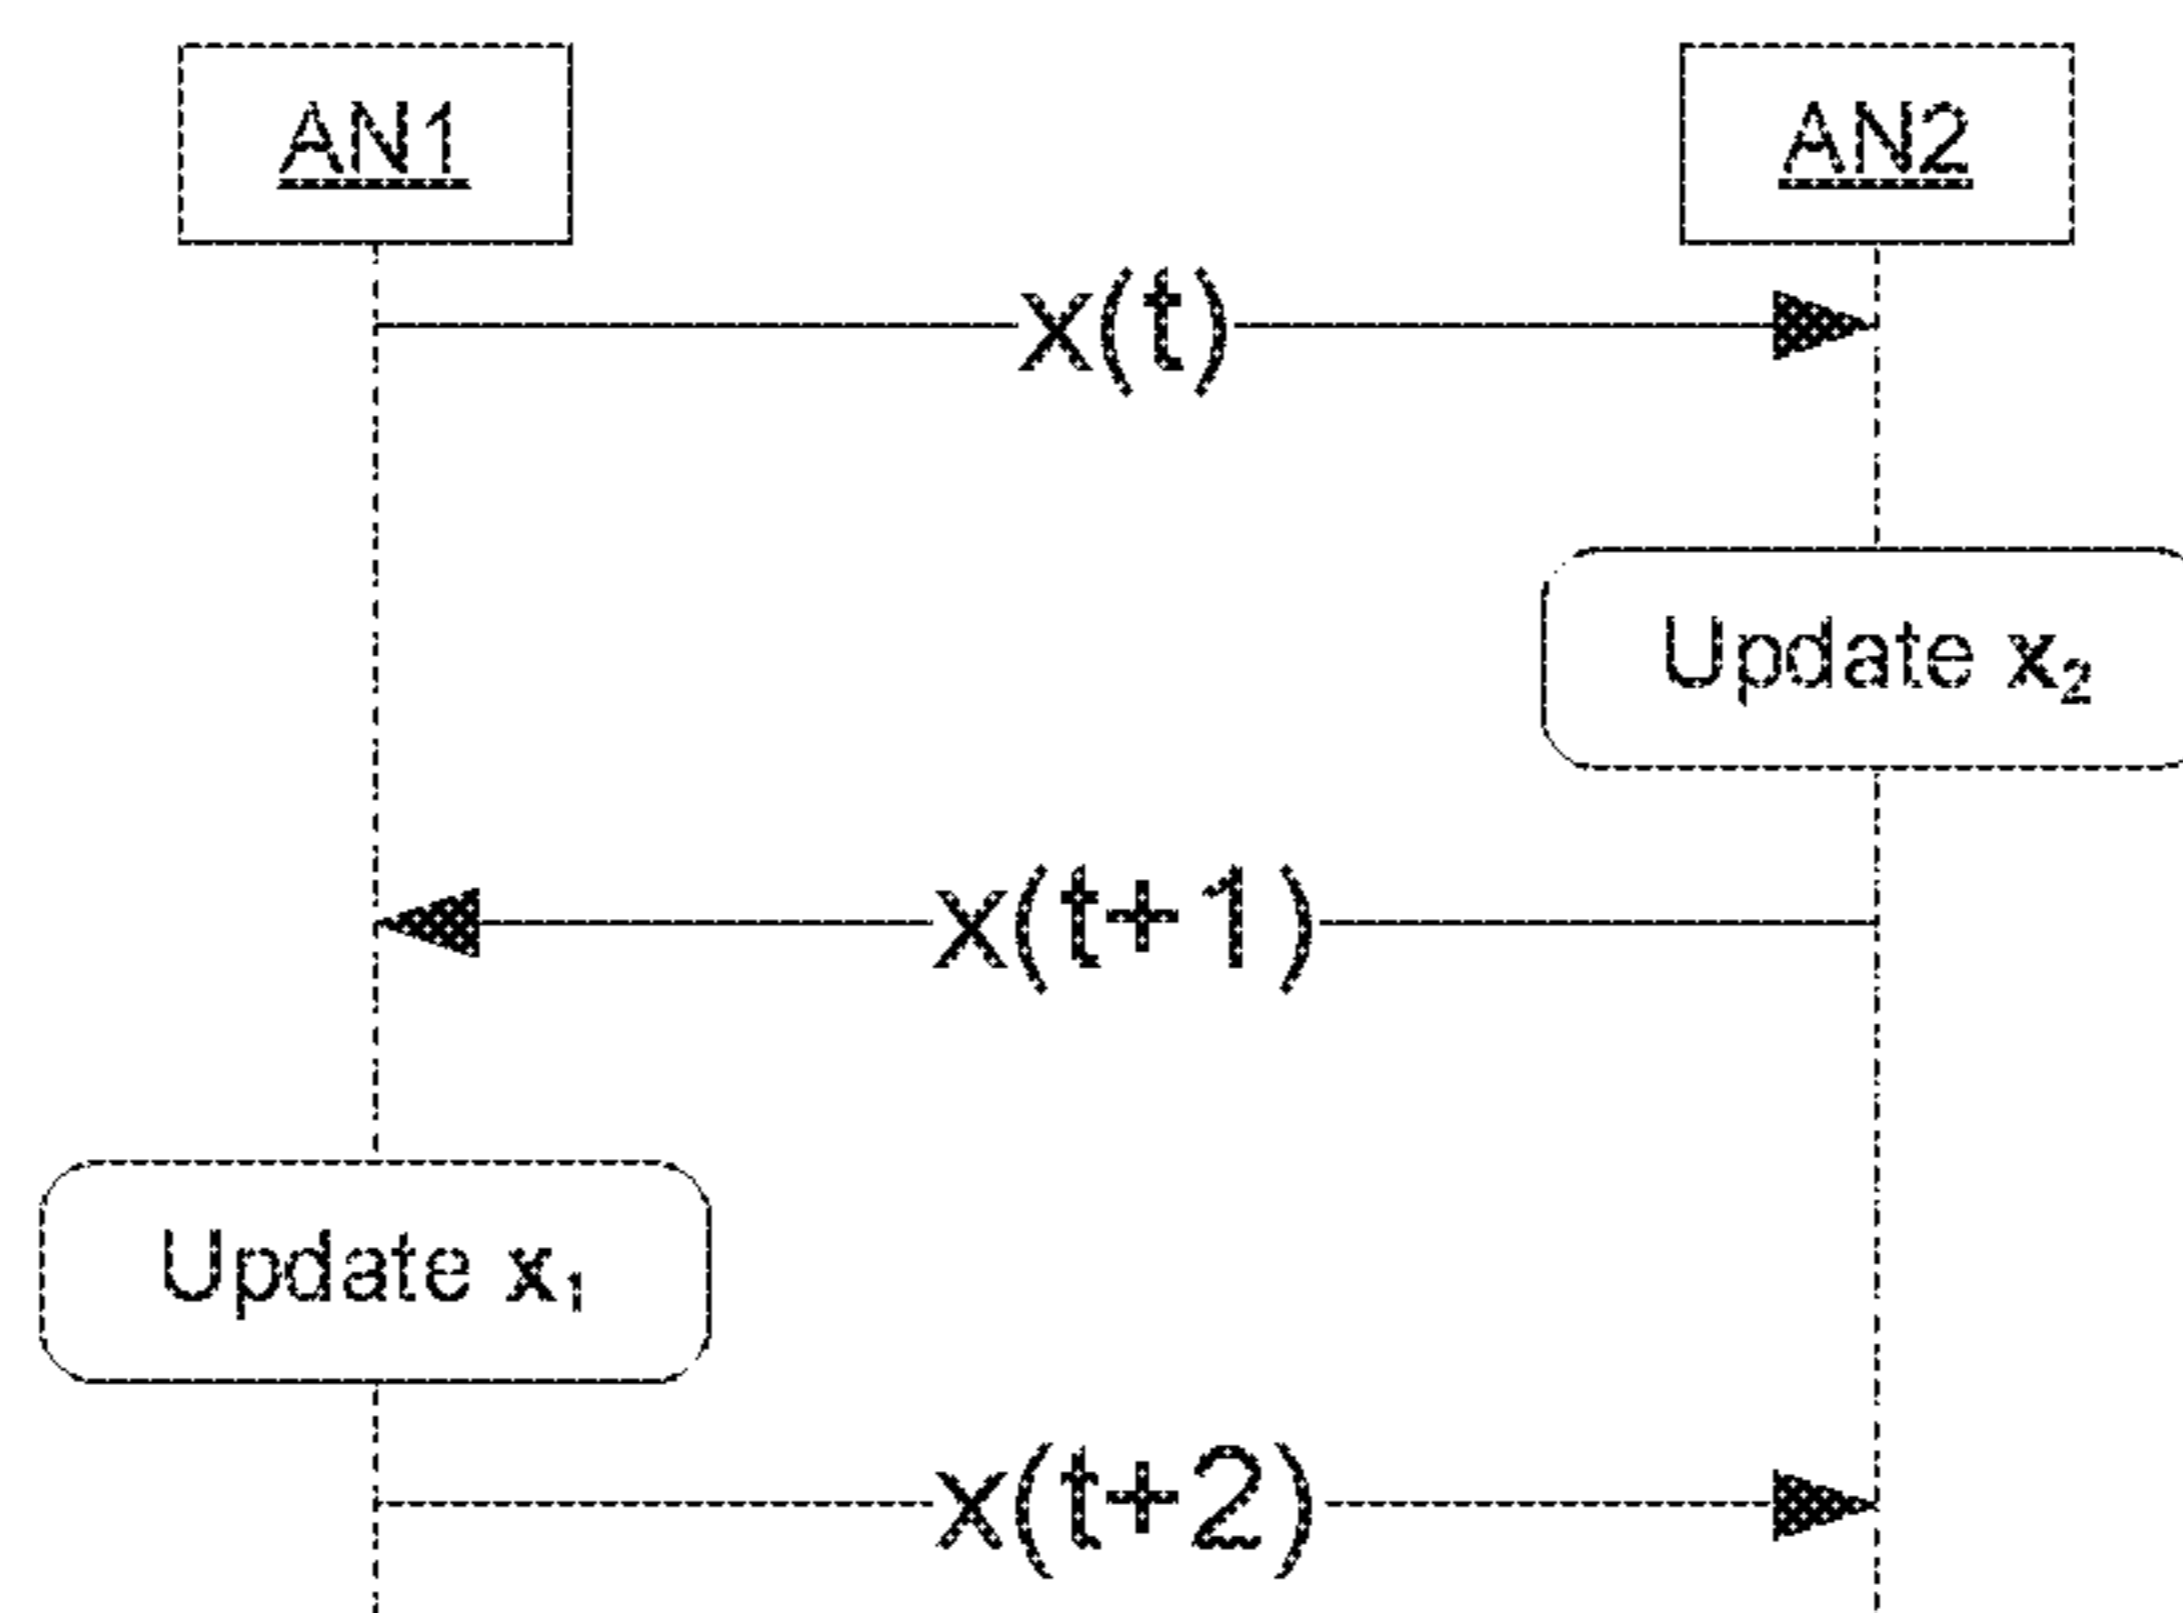 AN1
AN2
x(t)
Update x₂
x(t+1)
Update x₁
x(t+2)